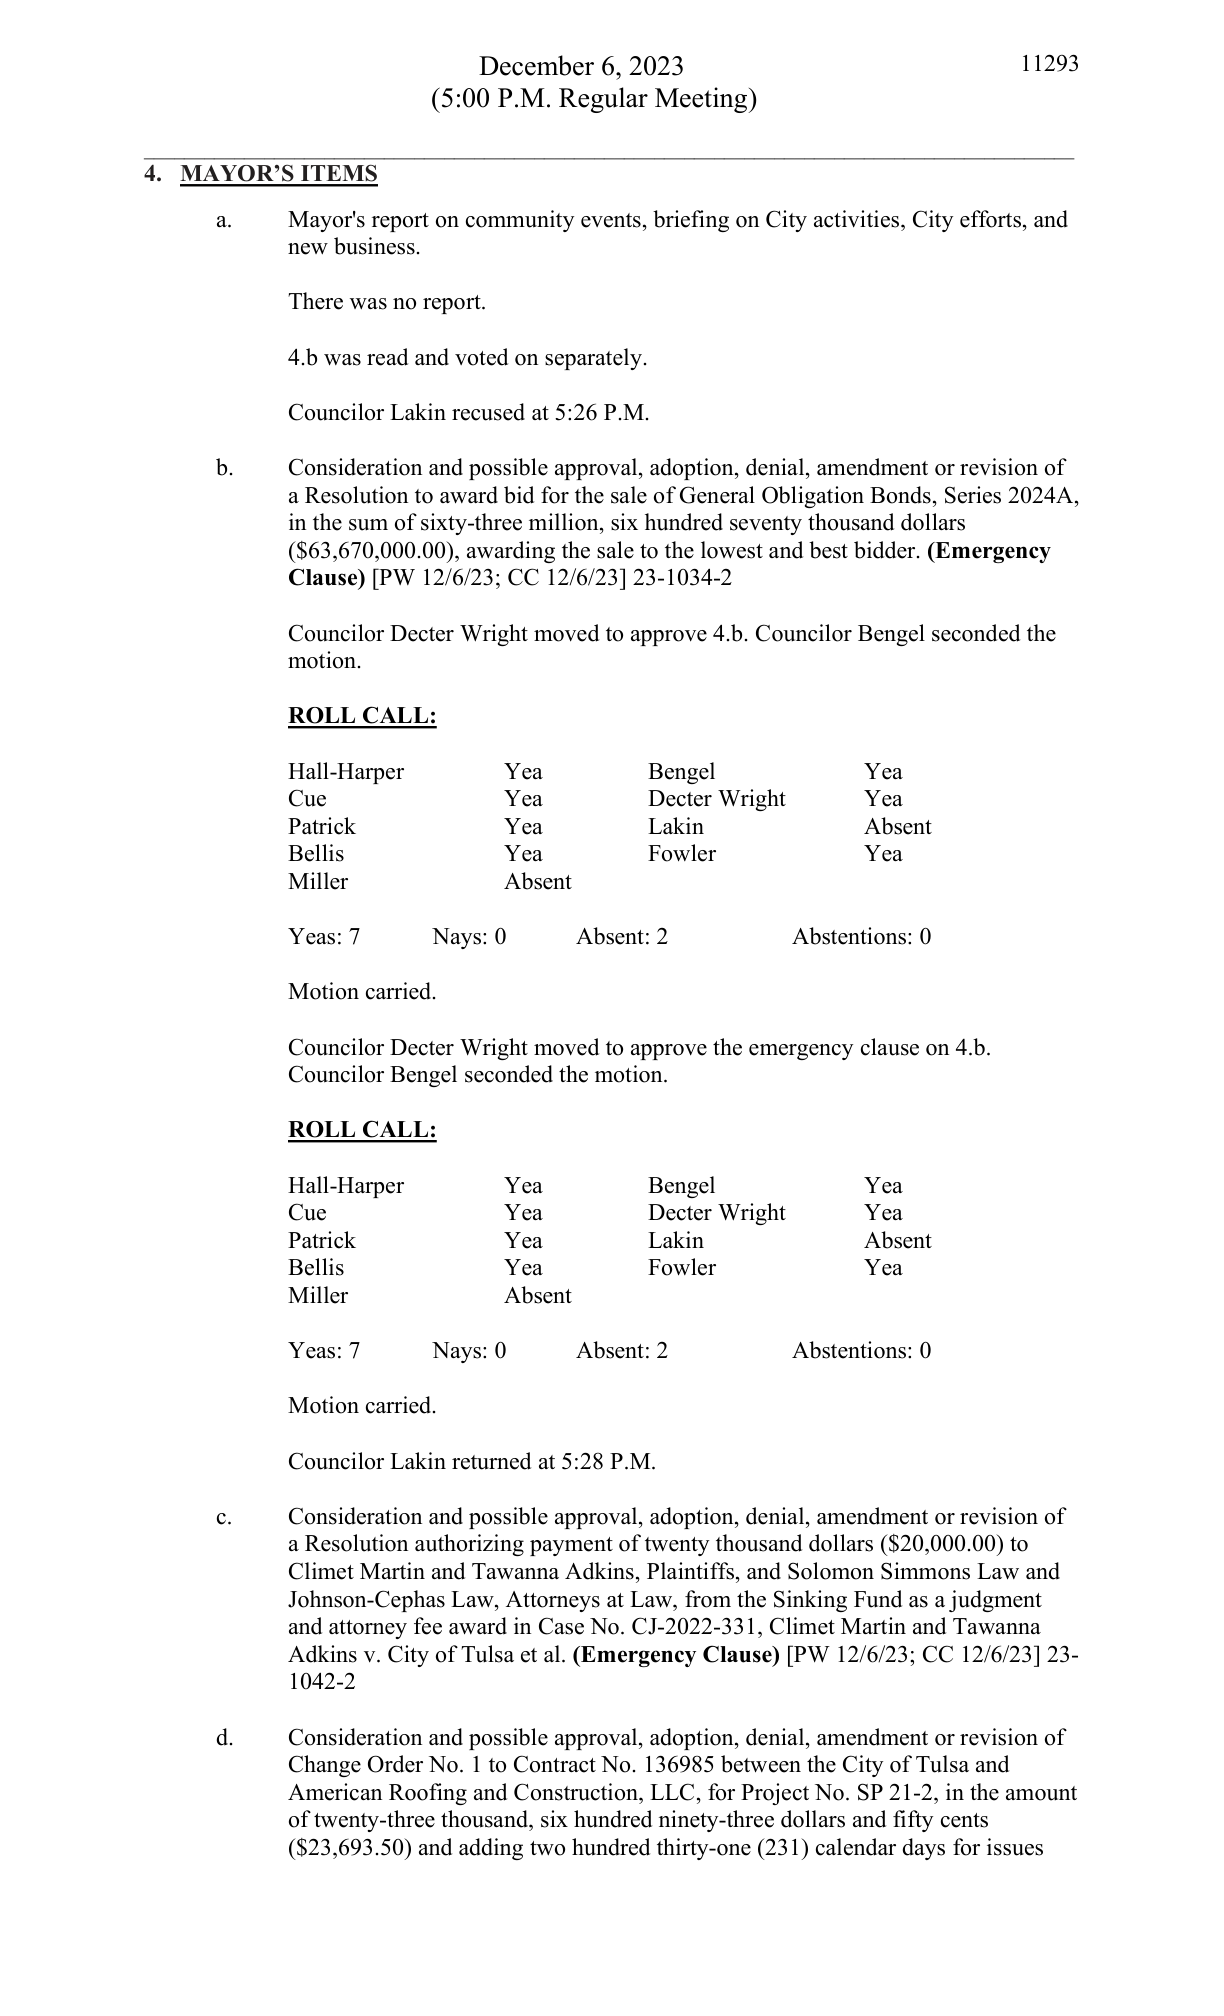 December 6, 2023
11293
(5:00 P.M. Regular Meeting)
4. MAYOR’S ITEMS
a. Mayor's report on community events, briefing on City activities, City efforts, and
new business.
There was no report.
4.b was read and voted on separately.
Councilor Lakin recused at 5:26 P.M.
b. Consideration and possible approval, adoption, denial, amendment or revision of
a Resolution to award bid for the sale of General Obligation Bonds, Series 2024A,
in the sum of sixty-three million, six hundred seventy thousand dollars
($63,670,000.00), awarding the sale to the lowest and best bidder. (Emergency
Clause) [PW 12/6/23; CC 12/6/23] 23-1034-2
Councilor Decter Wright moved to approve 4.b. Councilor Bengel seconded the
motion.
ROLL CALL:
Hall-Harper Yea Bengel Yea
Cue Yea Decter Wright Yea
Patrick Yea Lakin Absent
Bellis Yea Fowler Yea
Miller Absent
Yeas: 7 Nays: 0 Absent: 2 Abstentions: 0
Motion carried.
Councilor Decter Wright moved to approve the emergency clause on 4.b.
Councilor Bengel seconded the motion.
ROLL CALL:
Hall-Harper Yea Bengel Yea
Cue Yea Decter Wright Yea
Patrick Yea Lakin Absent
Bellis Yea Fowler Yea
Miller Absent
Yeas: 7 Nays: 0 Absent: 2 Abstentions: 0
Motion carried.
Councilor Lakin returned at 5:28 P.M.
c. Consideration and possible approval, adoption, denial, amendment or revision of
a Resolution authorizing payment of twenty thousand dollars ($20,000.00) to
Climet Martin and Tawanna Adkins, Plaintiffs, and Solomon Simmons Law and
Johnson-Cephas Law, Attorneys at Law, from the Sinking Fund as a judgment
and attorney fee award in Case No. CJ-2022-331, Climet Martin and Tawanna
Adkins v. City of Tulsa et al. (Emergency Clause) [PW 12/6/23; CC 12/6/23] 23-
1042-2
d. Consideration and possible approval, adoption, denial, amendment or revision of
Change Order No. 1 to Contract No. 136985 between the City of Tulsa and
American Roofing and Construction, LLC, for Project No. SP 21-2, in the amount
of twenty-three thousand, six hundred ninety-three dollars and fifty cents
($23,693.50) and adding two hundred thirty-one (231) calendar days for issues